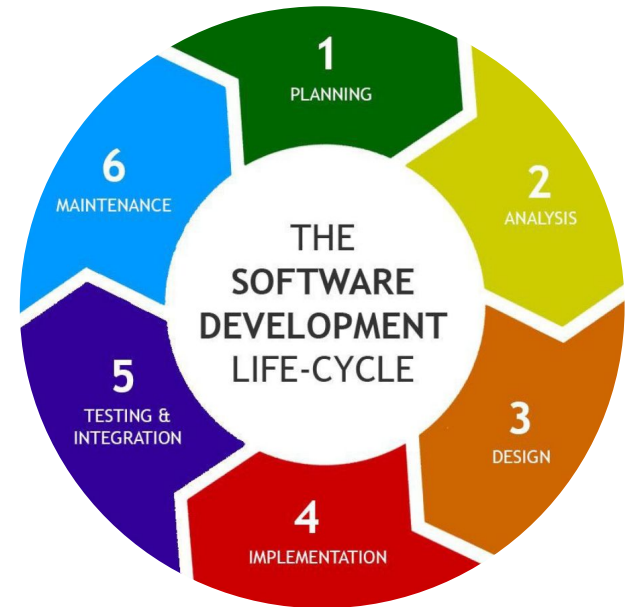 1
PLANNING
2
ANALYSIS
3
DESIGN
4
IMPLEMENTATION
5
TESTING &
INTEGRATION
6
MAINTENANCE
THE
SOFTWARE
DEVELOPMENT
LIFE-CYCLE